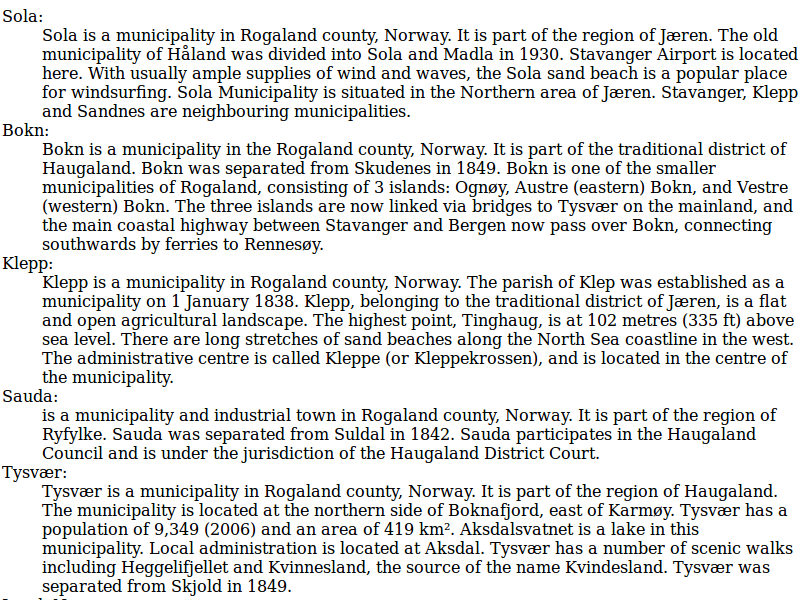 Sola:
Sola is a municipality in Rogaland county, Norway. It is part of the region of Jæren. The old
municipality of Håland was divided into Sola and Madla in 1930. Stavanger Airport is located
here. With usually ample supplies of wind and waves, the Sola sand beach is a popular place
for windsurfing. Sola Municipality is situated in the Northern area of Jæren. Stavanger, Klepp
and Sandnes are neighbouring municipalities.
Bokn:
Bokn is a municipality in the Rogaland county, Norway. It is part of the traditional district of
Haugaland. Bokn was separated from Skudenes in 1849. Bokn is one of the smaller
municipalities of Rogaland, consisting of 3 islands: Ognøy, Austre (eastern) Bokn, and Vestre
(western) Bokn. The three islands are now linked via bridges to Tysvær on the mainland, and
the main coastal highway between Stavanger and Bergen now pass over Bokn, connecting
southwards by ferries to Rennesøy.
Klepp:
Klepp is a municipality in Rogaland county, Norway. The parish of Klep was established as a
municipality on 1 January 1838. Klepp, belonging to the traditional district of Jæren, is a flat
and open agricultural landscape. The highest point, Tinghaug, is at 102 metres (335 ft) above
sea level. There are long stretches of sand beaches along the North Sea coastline in the west.
The administrative centre is called Kleppe (or Kleppekrossen), and is located in the centre of
the municipality.
Sauda:
is a municipality and industrial town in Rogaland county, Norway. It is part of the region of
Ryfylke. Sauda was separated from Suldal in 1842. Sauda participates in the Haugaland
Council and is under the jurisdiction of the Haugaland District Court.
Tysvær:
Tysvær is a municipality in Rogaland county, Norway. It is part of the region of Haugaland.
The municipality is located at the northern side of Boknafjord, east of Karmøy. Tysvær has a
population of 9,349 (2006) and an area of 419 km². Aksdalsvatnet is a lake in this
municipality. Local administration is located at Aksdal. Tysvær has a number of scenic walks
including Heggelifjellet and Kvinnesland, the source of the name Kvindesland. Tysvær was
separated from Skjold in 1849.